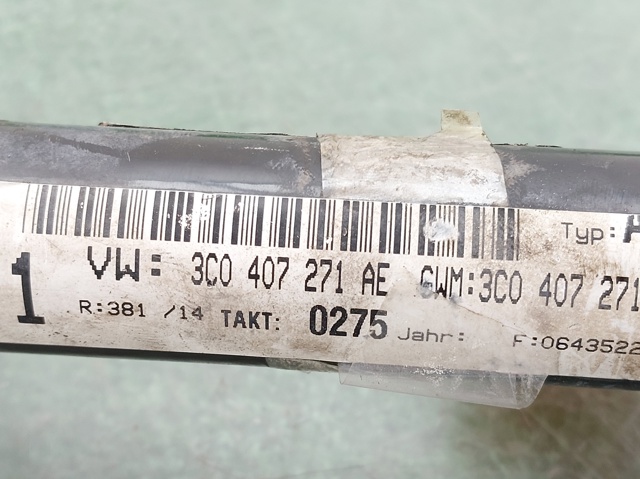 Typ:
1 VW: 3C0 407 271 AE GWM:3C0 407 271
R:381 /14 TAKT: 0275 Jahr: F:0643522